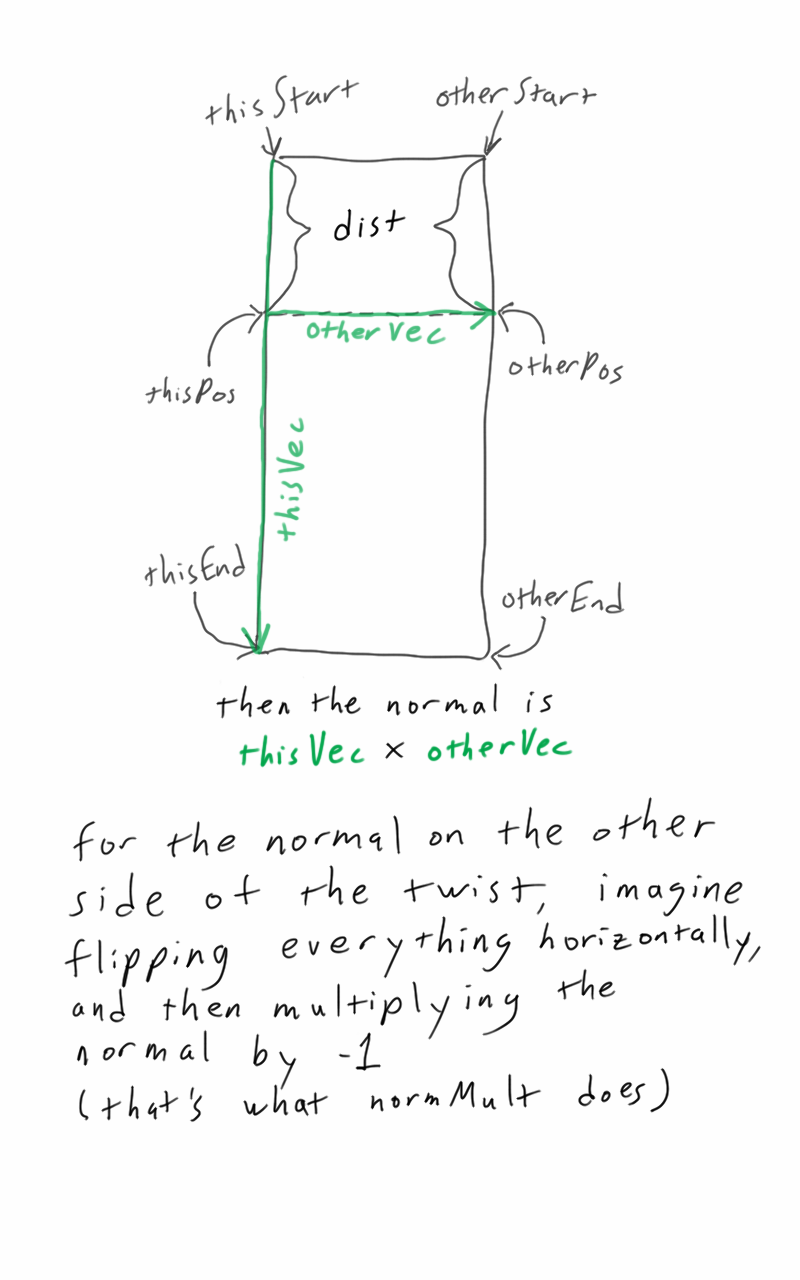 thisStart
otherStart
dist
otherVec
thisPos
otherPos
thisVec
thisEnd
otherEnd
then the normal is
thisVec × otherVec
for the normal on the other
side of the twist, imagine
flipping everything horizontally,
and then multiplying the
normal by -1
(that's what normMult does)